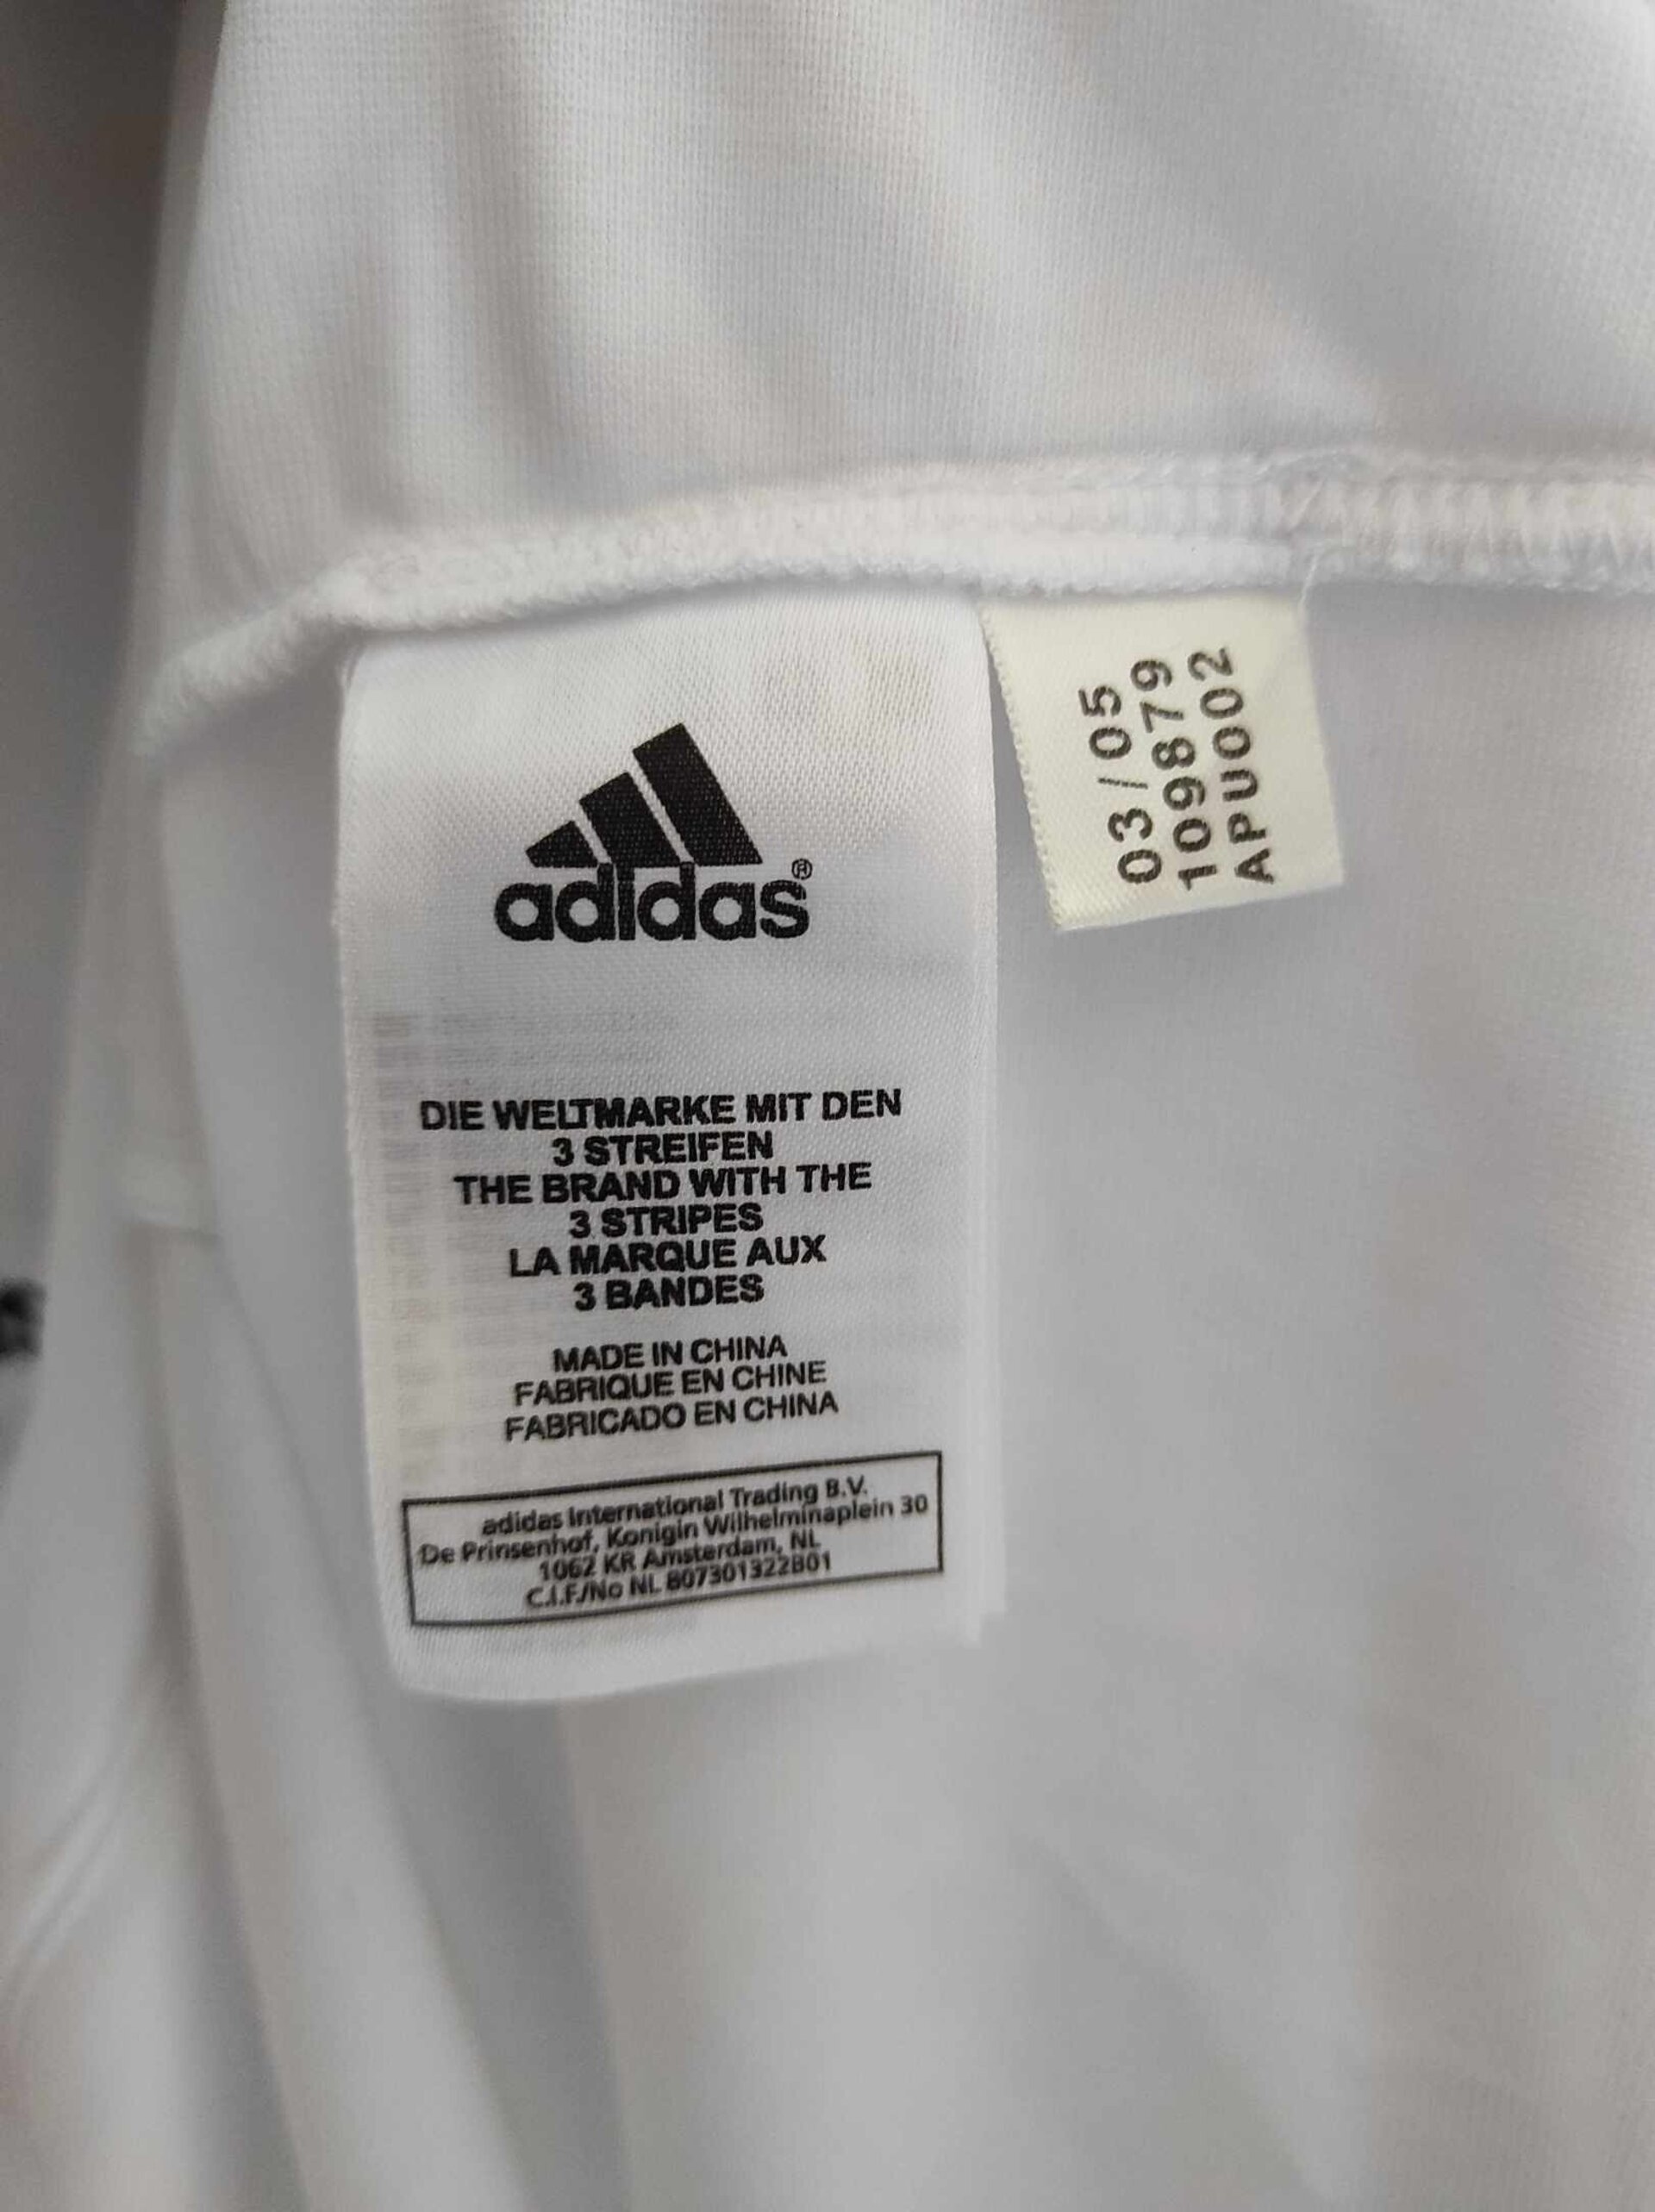 adidas®
DIE WELTMARKE MIT DEN
3 STREIFEN
THE BRAND WITH THE
3 STRIPES
LA MARQUE AUX
3 BANDES
MADE IN CHINA
FABRIQUE EN CHINE
FABRICADO EN CHINA
adidas International Trading B.V.
De Prinsenhof, Konigin Wilhelminaplein 30
1062 KR Amsterdam, NL
C.I.F./No NL 807301322B01
03/05
109879
APU002